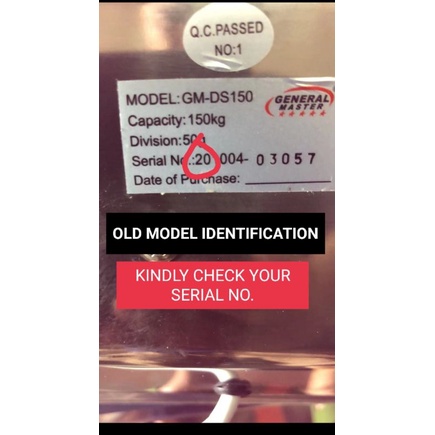 Q.C.PASSED
NO:1
MODEL:GM-DS150
GENERAL
MASTER
Capacity:150kg
Division:50g
Serial No.:20 004-03057
Date of Purchase:
OLD MODEL IDENTIFICATION
KINDLY CHECK YOUR
SERIAL NO.